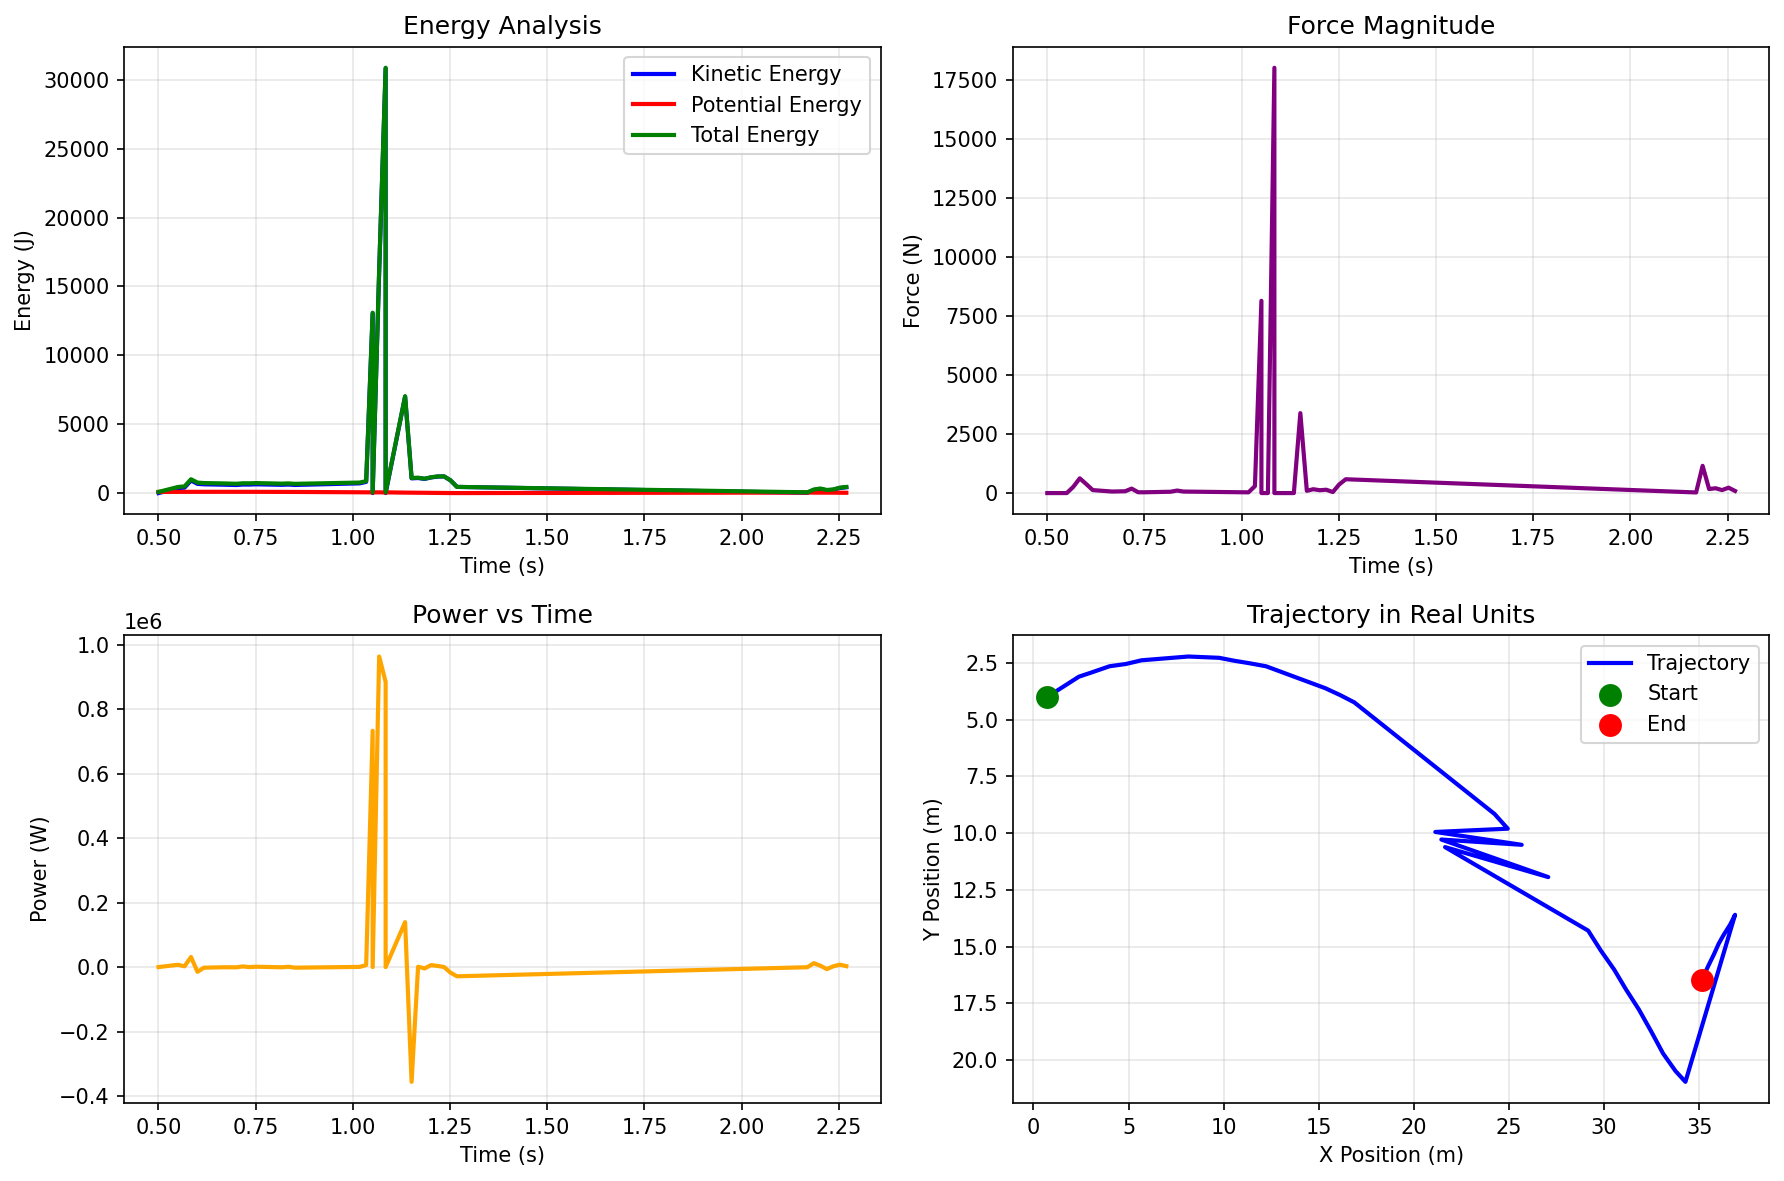 Energy Analysis
Energy (J)
30000
25000
20000
15000
10000
5000
0
Kinetic Energy
Potential Energy
Total Energy
0.50 0.75 1.00 1.25 1.50 1.75 2.00 2.25
Time (s)
Force Magnitude
Force (N)
17500
15000
12500
10000
7500
5000
2500
0
0.50 0.75 1.00 1.25 1.50 1.75 2.00 2.25
Time (s)
Power vs Time
1e6
Power (W)
1.0
0.8
0.6
0.4
0.2
0.0
−0.2
−0.4
0.50 0.75 1.00 1.25 1.50 1.75 2.00 2.25
Time (s)
Trajectory in Real Units
Y Position (m)
2.5
5.0
7.5
10.0
12.5
15.0
17.5
20.0
Trajectory
Start
End
0 5 10 15 20 25 30 35
X Position (m)